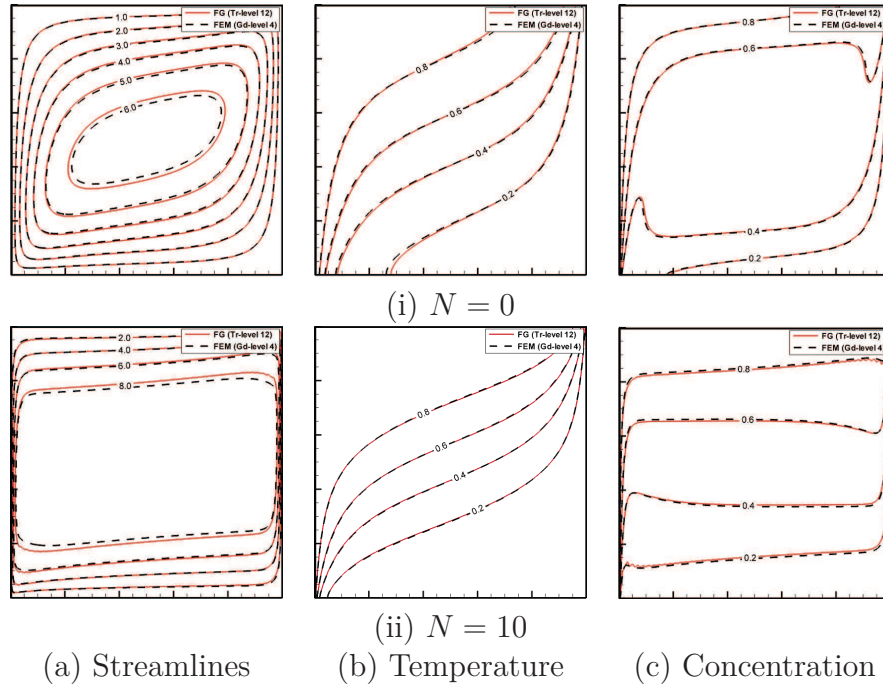 FG (Tr-level 12)
FEM (Gd-level 4)
1.0
2.0
3.0
4.0
5.0
6.0
FG (Tr-level 12)
FEM (Gd-level 4)
0.8
0.6
0.4
0.2
FG (Tr-level 12)
FEM (Gd-level 4)
0.8
0.6
0.4
0.2
(i) N = 0
FG (Tr-level 12)
FEM (Gd-level 4)
2.0
4.0
6.0
8.0
FG (Tr-level 12)
FEM (Gd-level 4)
0.8
0.6
0.4
0.2
FG (Tr-level 12)
FEM (Gd-level 4)
0.8
0.6
0.4
0.2
(ii) N = 10
(a) Streamlines (b) Temperature (c) Concentration